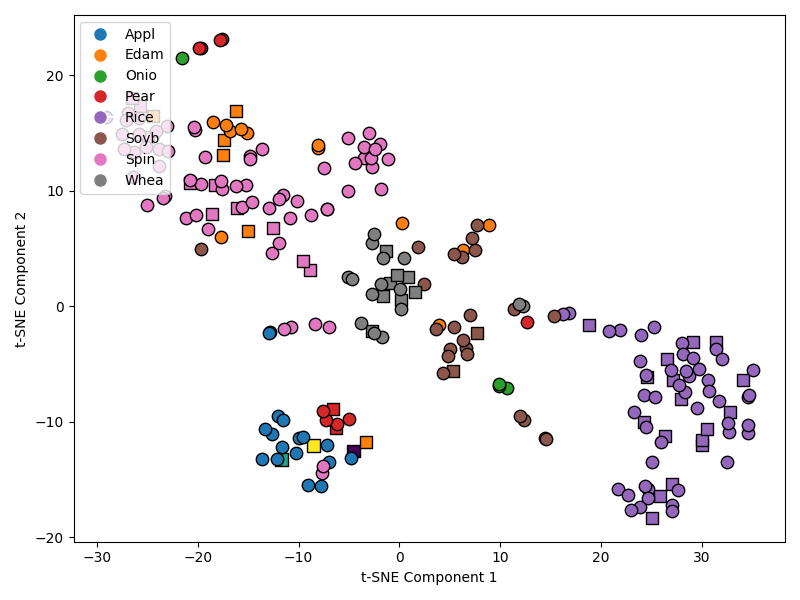 Appl
Edam
Onio
Pear
Rice
Soyb
Spin
Whea
20
10
0
−10
−20
t-SNE Component 2
−30 −20 −10 0 10 20 30
t-SNE Component 1